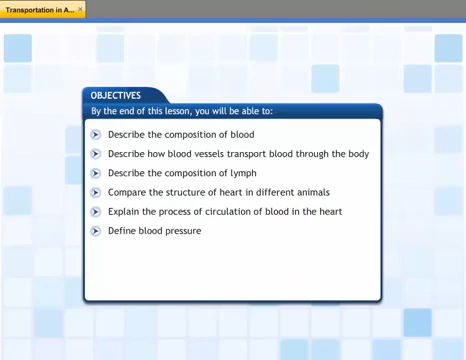 Transportation in A...
OBJECTIVES
By the end of this lesson, you will be able to:
Describe the composition of blood
Describe how blood vessels transport blood through the body
Describe the composition of lymph
Compare the structure of heart in different animals
Explain the process of circulation of blood in the heart
Define blood pressure